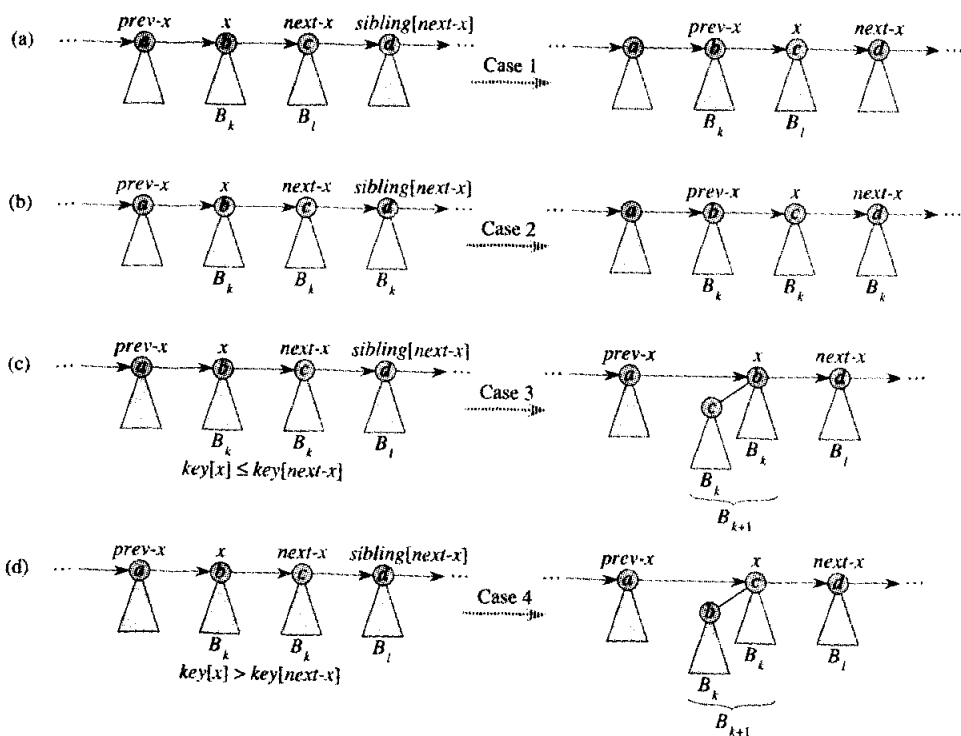 (a) prev-x x next-x sibling[next-x] prev-x x next-x
... a b c d ... Case 1 ... a b c d ...
B_k B_l B_k B_l
(b) prev-x x next-x sibling[next-x] prev-x x next-x
... a b c d ... Case 2 ... a b c d ...
B_k B_k B_k B_k B_k B_k
(c) prev-x x next-x sibling[next-x] prev-x x next-x
... a b c d ... Case 3 ... a b d ...
c
B_k B_k B_l B_k B_l
key[x] ≤ key[next-x] B_k
B_{k+1}
(d) prev-x x next-x sibling[next-x] prev-x x next-x
... a b c d ... Case 4 ... a c d ...
b
B_k B_k B_l B_k B_l
key[x] > key[next-x] B_k
B_{k+1}